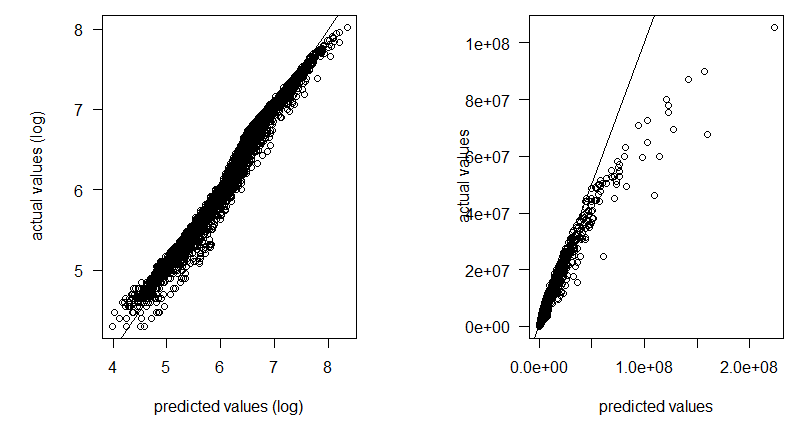 8
7
6
5
4
5
6
7
8
actual values (log)
predicted values (log)
1e+08
8e+07
6e+07
4e+07
2e+07
0e+00
0.0e+00
1.0e+08
2.0e+08
actual values
predicted values